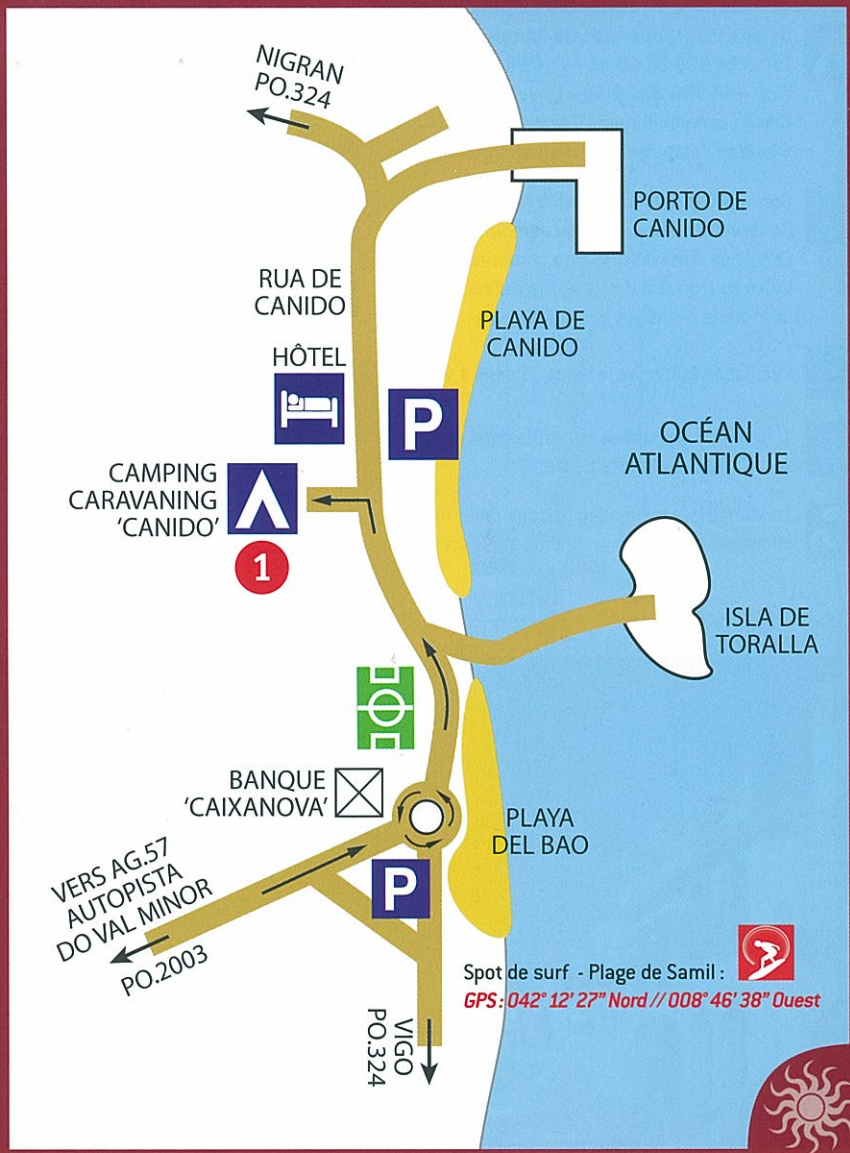 NIGRAN
PO.324
PORTO DE
CANIDO
RUA DE
CANIDO
PLAYA DE
CANIDO
HÔTEL
P
OCÉAN
ATLANTIQUE
CAMPING
CARAVANING
'CANIDO'
1
ISLA DE
TORALLA
BANQUE
'CAIXANOVA'
PLAYA
DEL BAO
P
VERS AG.57
AUTOPISTA
DO VAL MINOR
PO.2003
VIGO
PO.324
Spot de surf - Plage de Samil :
GPS : 042° 12' 27" Nord // 008° 46' 38" Ouest